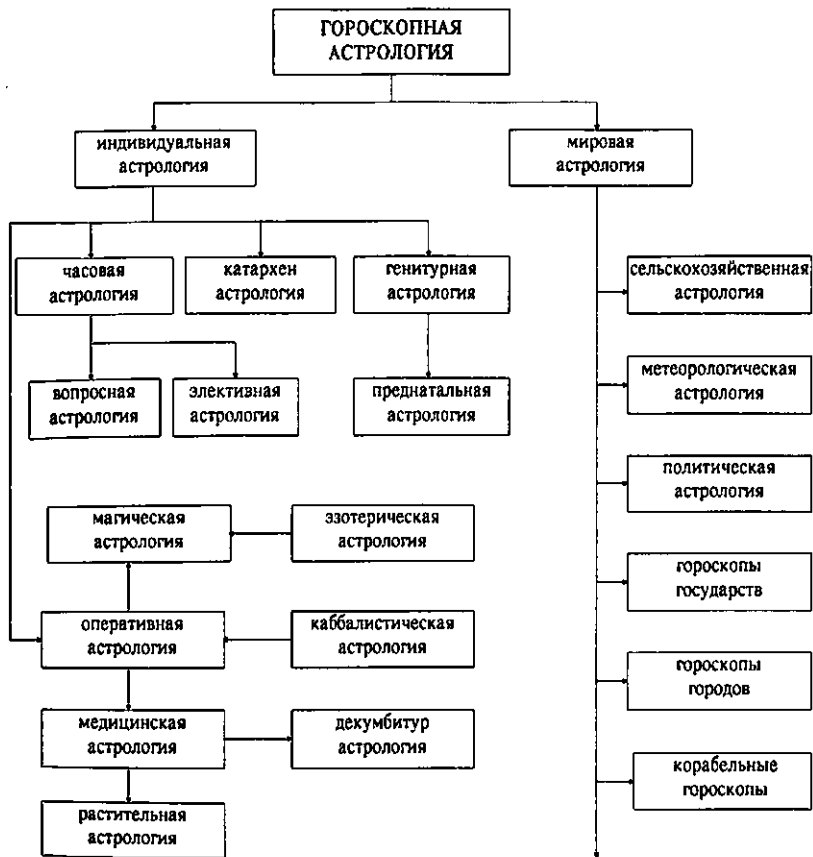 ГОРОСКОПНАЯ
АСТРОЛОГИЯ
индивидуальная
астрология
мировая
астрология
часовая
астрология
катархен
астрология
генитурная
астрология
сельскохозяйственная
астрология
вопросная
астрология
элективная
астрология
преднатальная
астрология
метеорологическая
астрология
политическая
астрология
магическая
астрология
эзотерическая
астрология
гороскопы
государств
оперативная
астрология
каббалистическая
астрология
гороскопы
городов
медицинская
астрология
декумбитур
астрология
корабельные
гороскопы
растительная
астрология